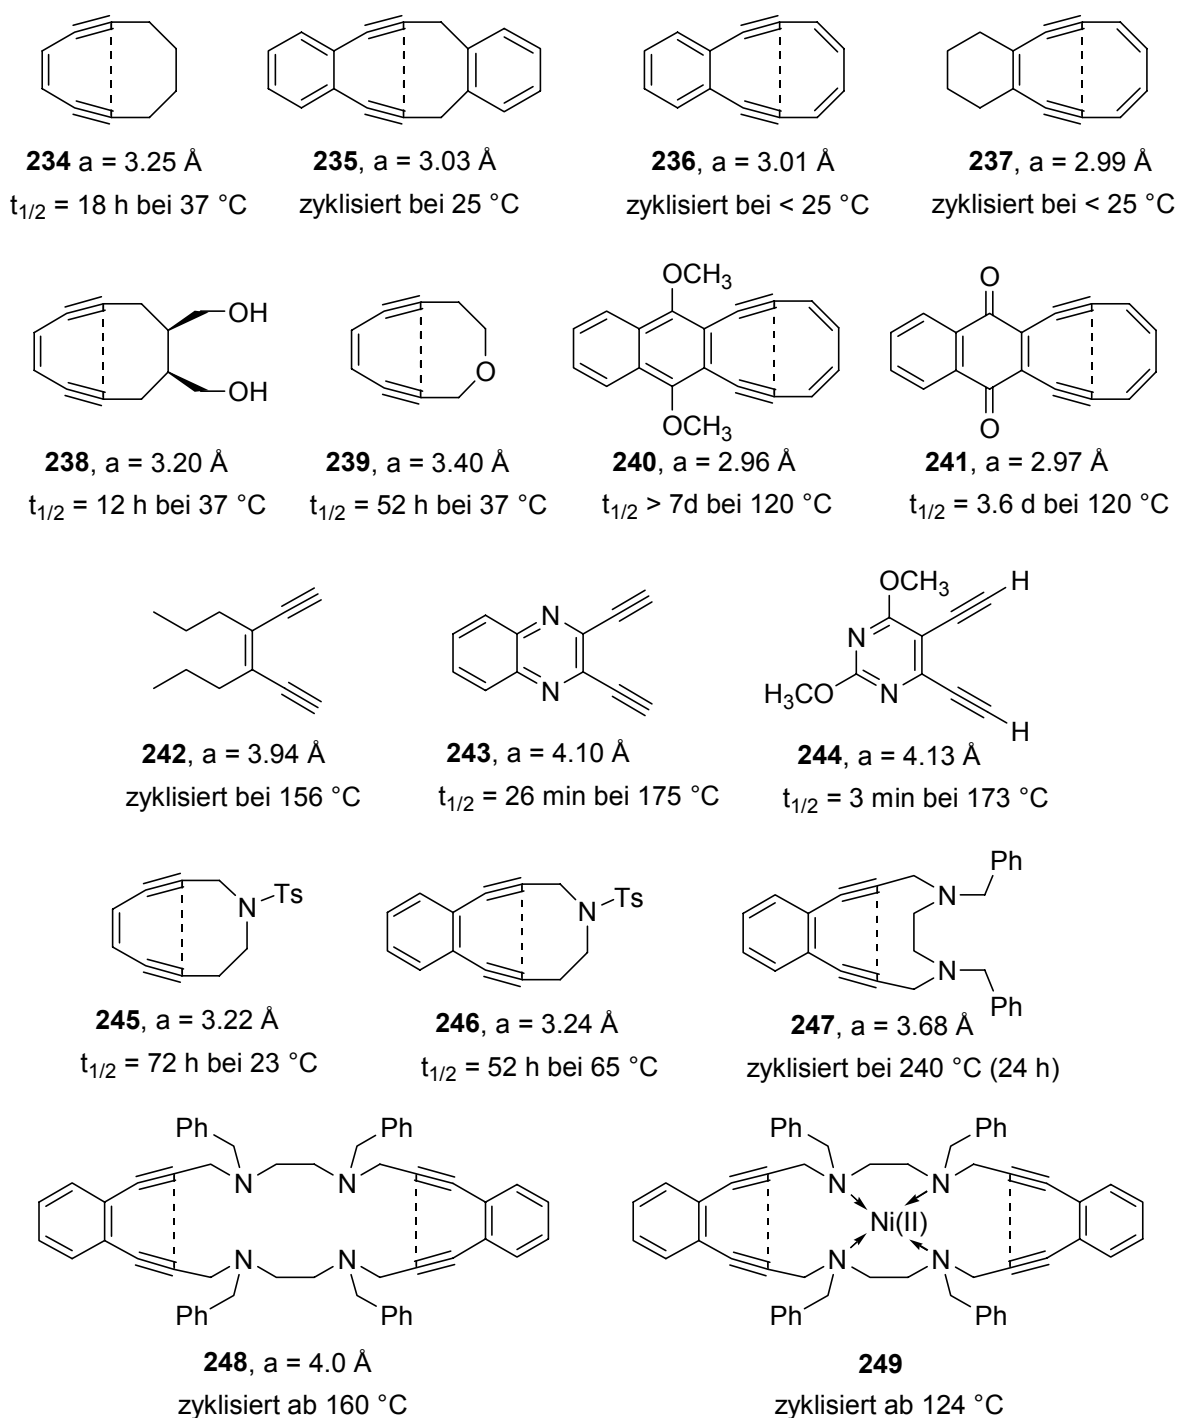 234 a = 3.25 Å
t1/2 = 18 h bei 37 °C
235, a = 3.03 Å
zyklisiert bei 25 °C
236, a = 3.01 Å
zyklisiert bei < 25 °C
237, a = 2.99 Å
zyklisiert bei < 25 °C
OH
OH
238, a = 3.20 Å
t1/2 = 12 h bei 37 °C
O
239, a = 3.40 Å
t1/2 = 52 h bei 37 °C
OCH3
OCH3
240, a = 2.96 Å
t1/2 > 7d bei 120 °C
O
O
241, a = 2.97 Å
t1/2 = 3.6 d bei 120 °C
242, a = 3.94 Å
zyklisiert bei 156 °C
N
N
243, a = 4.10 Å
t1/2 = 26 min bei 175 °C
OCH3
H
N
H3CO
N
H
244, a = 4.13 Å
t1/2 = 3 min bei 173 °C
N Ts
245, a = 3.22 Å
t1/2 = 72 h bei 23 °C
N Ts
246, a = 3.24 Å
t1/2 = 52 h bei 65 °C
Ph
N
N
Ph
247, a = 3.68 Å
zyklisiert bei 240 °C (24 h)
Ph Ph
N N
N N
Ph Ph
248, a = 4.0 Å
zyklisiert ab 160 °C
Ph Ph
N N
Ni(II)
N N
Ph Ph
249
zyklisiert ab 124 °C